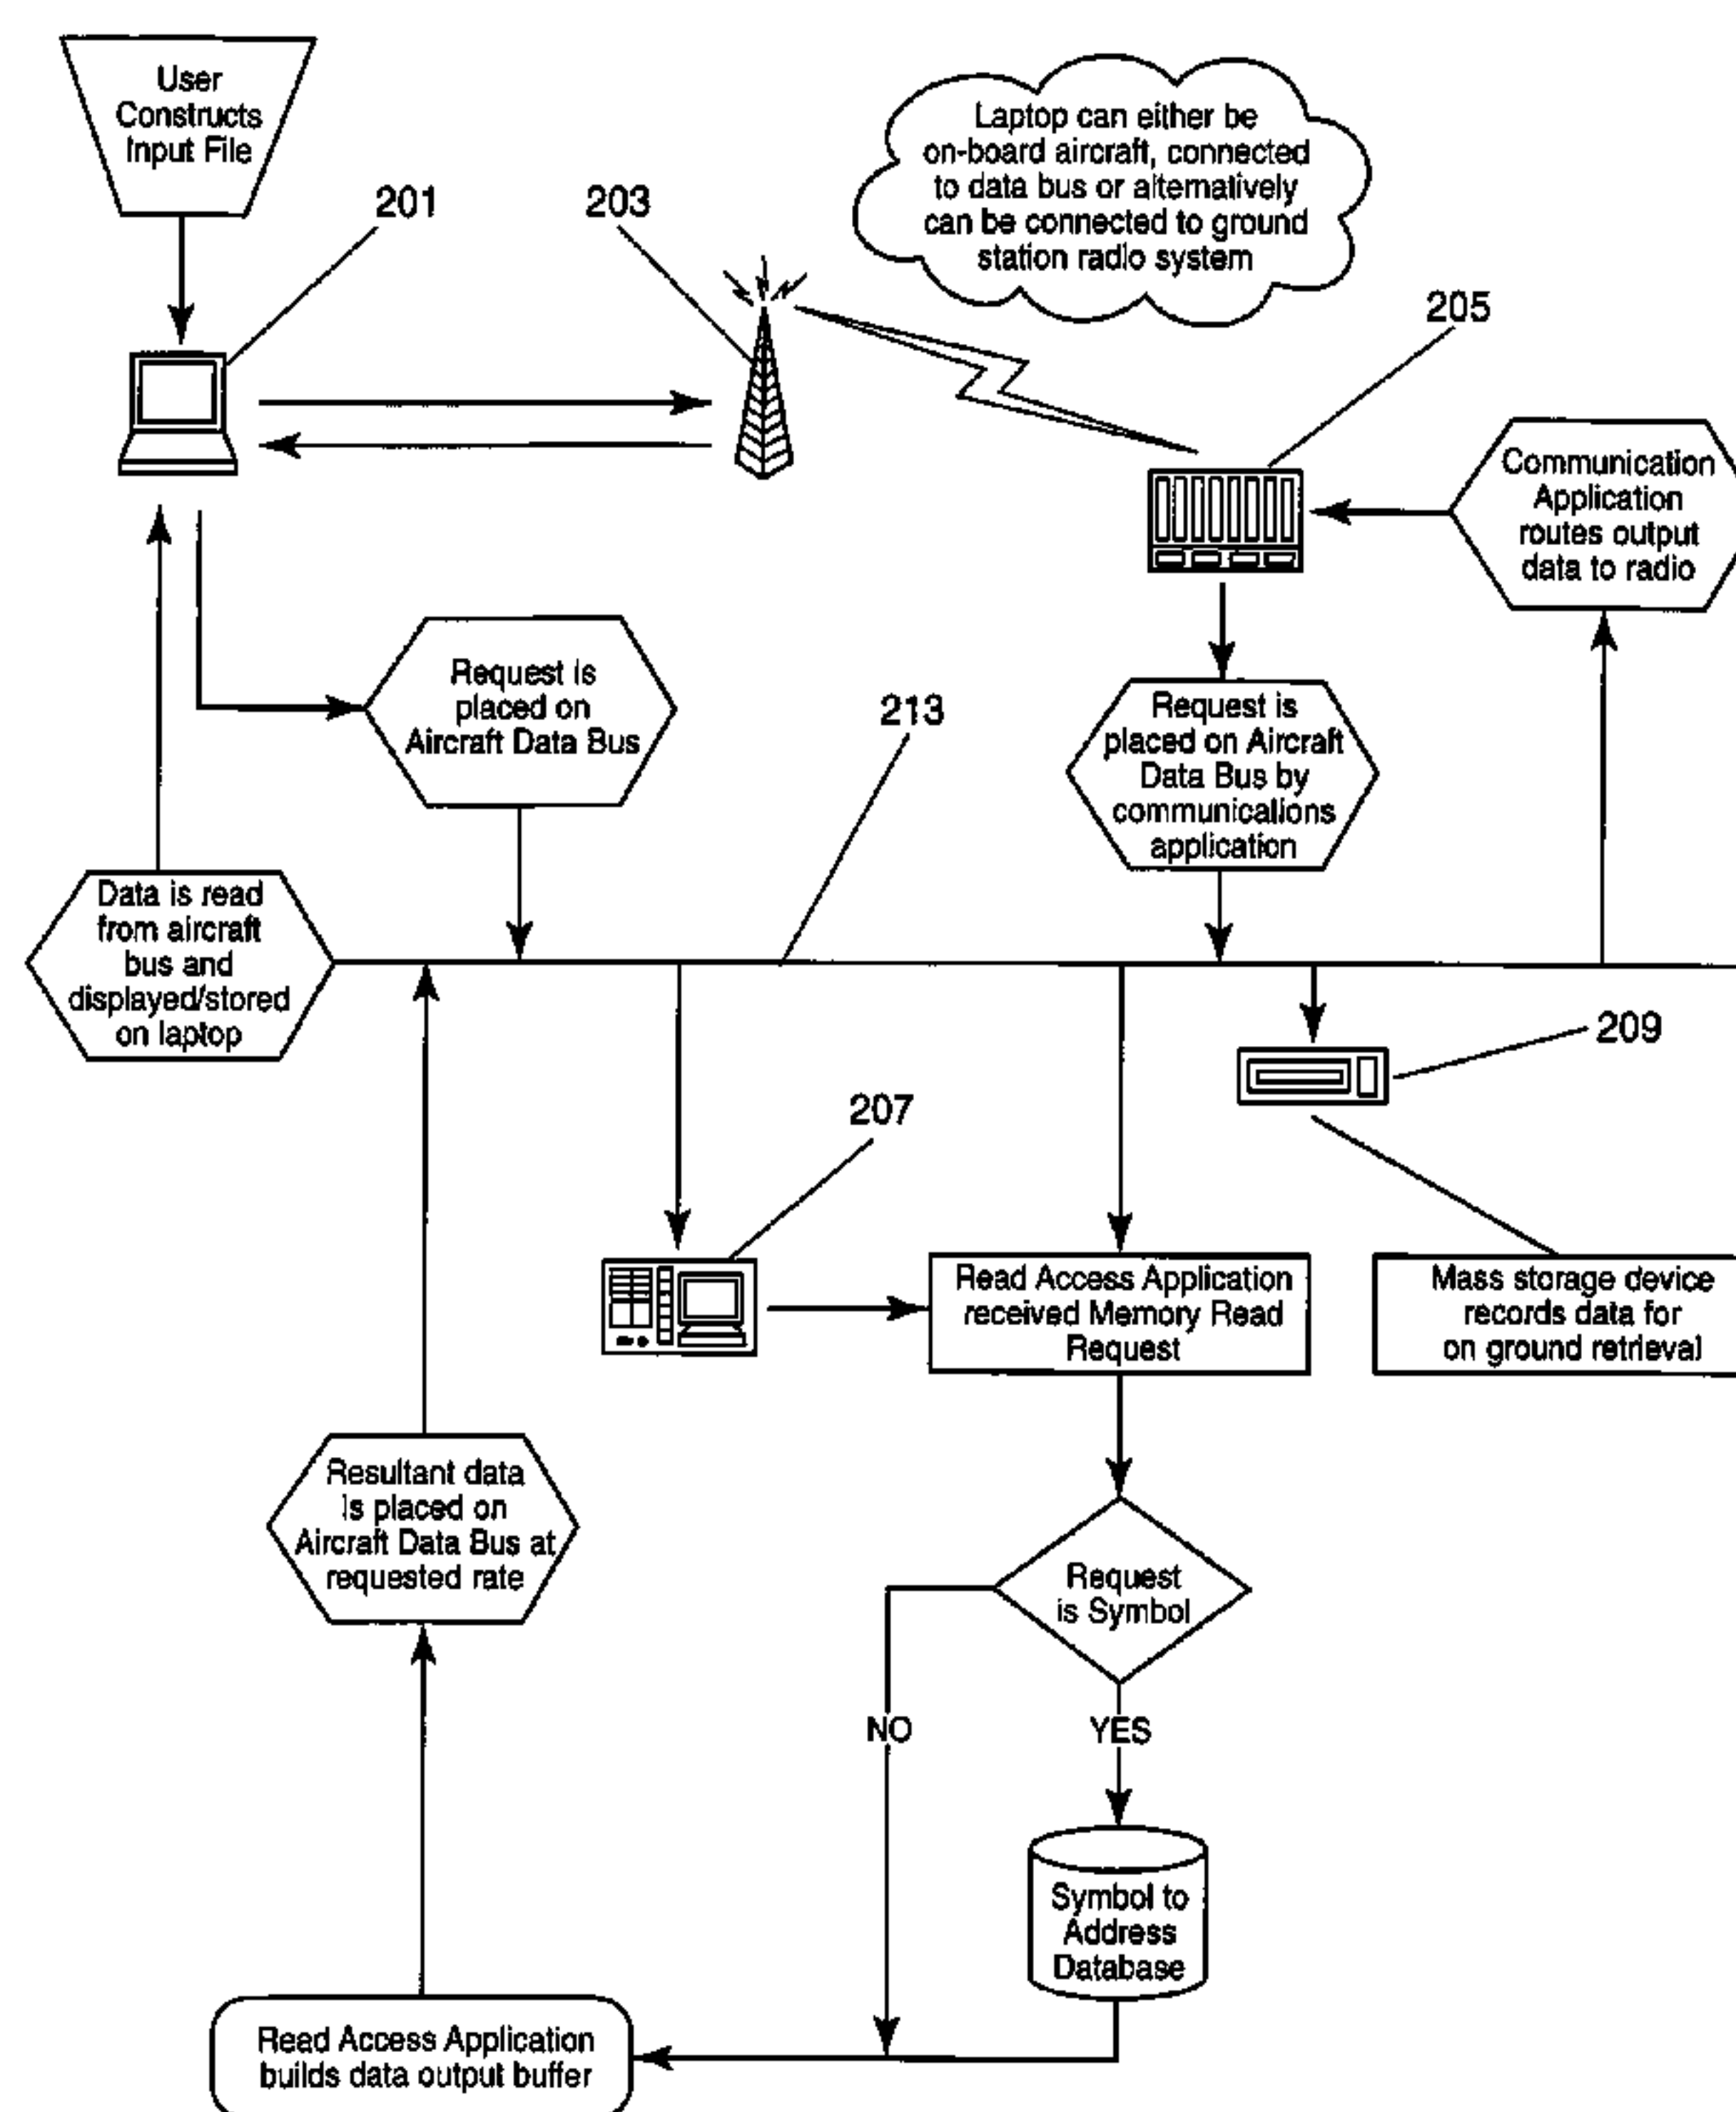 User
Constructs
Input File
201
203
Laptop can either be
on-board aircraft, connected
to data bus or alternatively
can be connected to ground
station radio system
205
Communication
Application
routes output
data to radio
Request is
placed on
Aircraft Data Bus
213
Request is
placed on Aircraft
Data Bus by
communications
application
Data is read
from aircraft
bus and
displayed/stored
on laptop
209
207
Read Access Application
received Memory Read
Request
Mass storage device
records data for
on ground retrieval
Resultant data
is placed on
Aircraft Data Bus at
requested rate
Request
is Symbol
NO
YES
Symbol to
Address
Database
Read Access Application
builds data output buffer